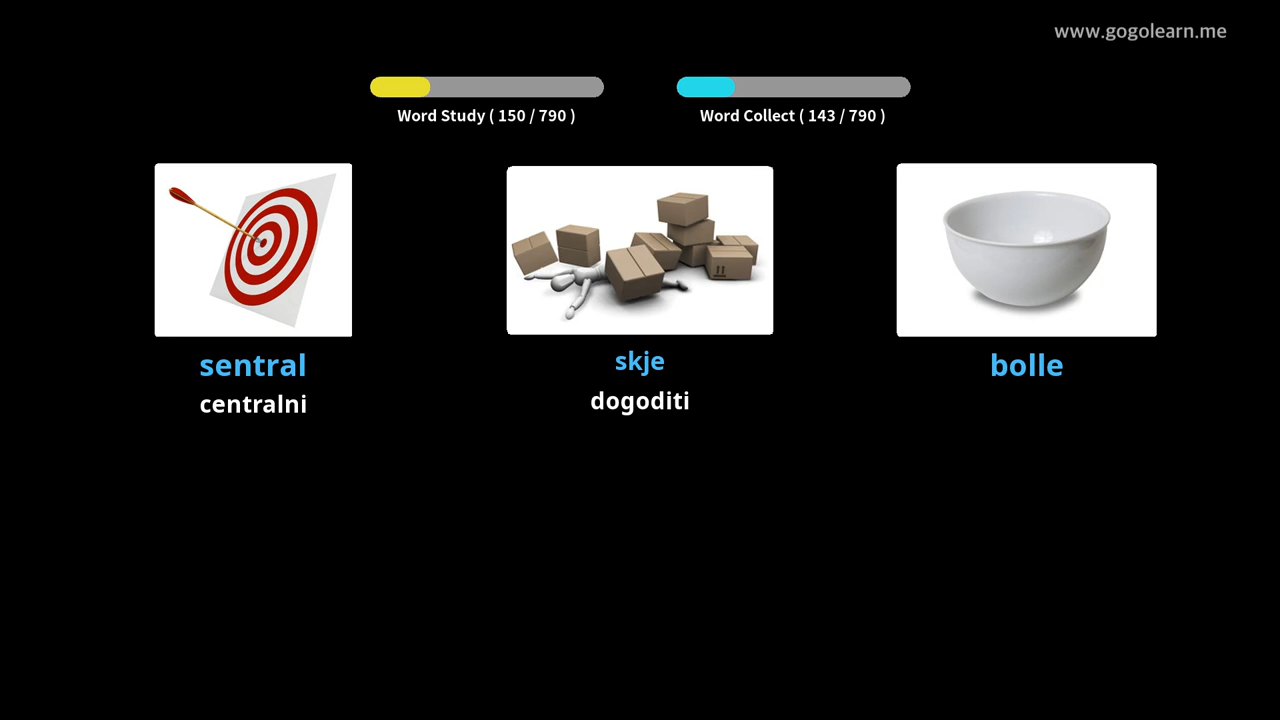 www.gogolearn.me
Word Study ( 150 / 790 )
Word Collect ( 143 / 790 )
sentral
centralni
skje
dogoditi
bolle